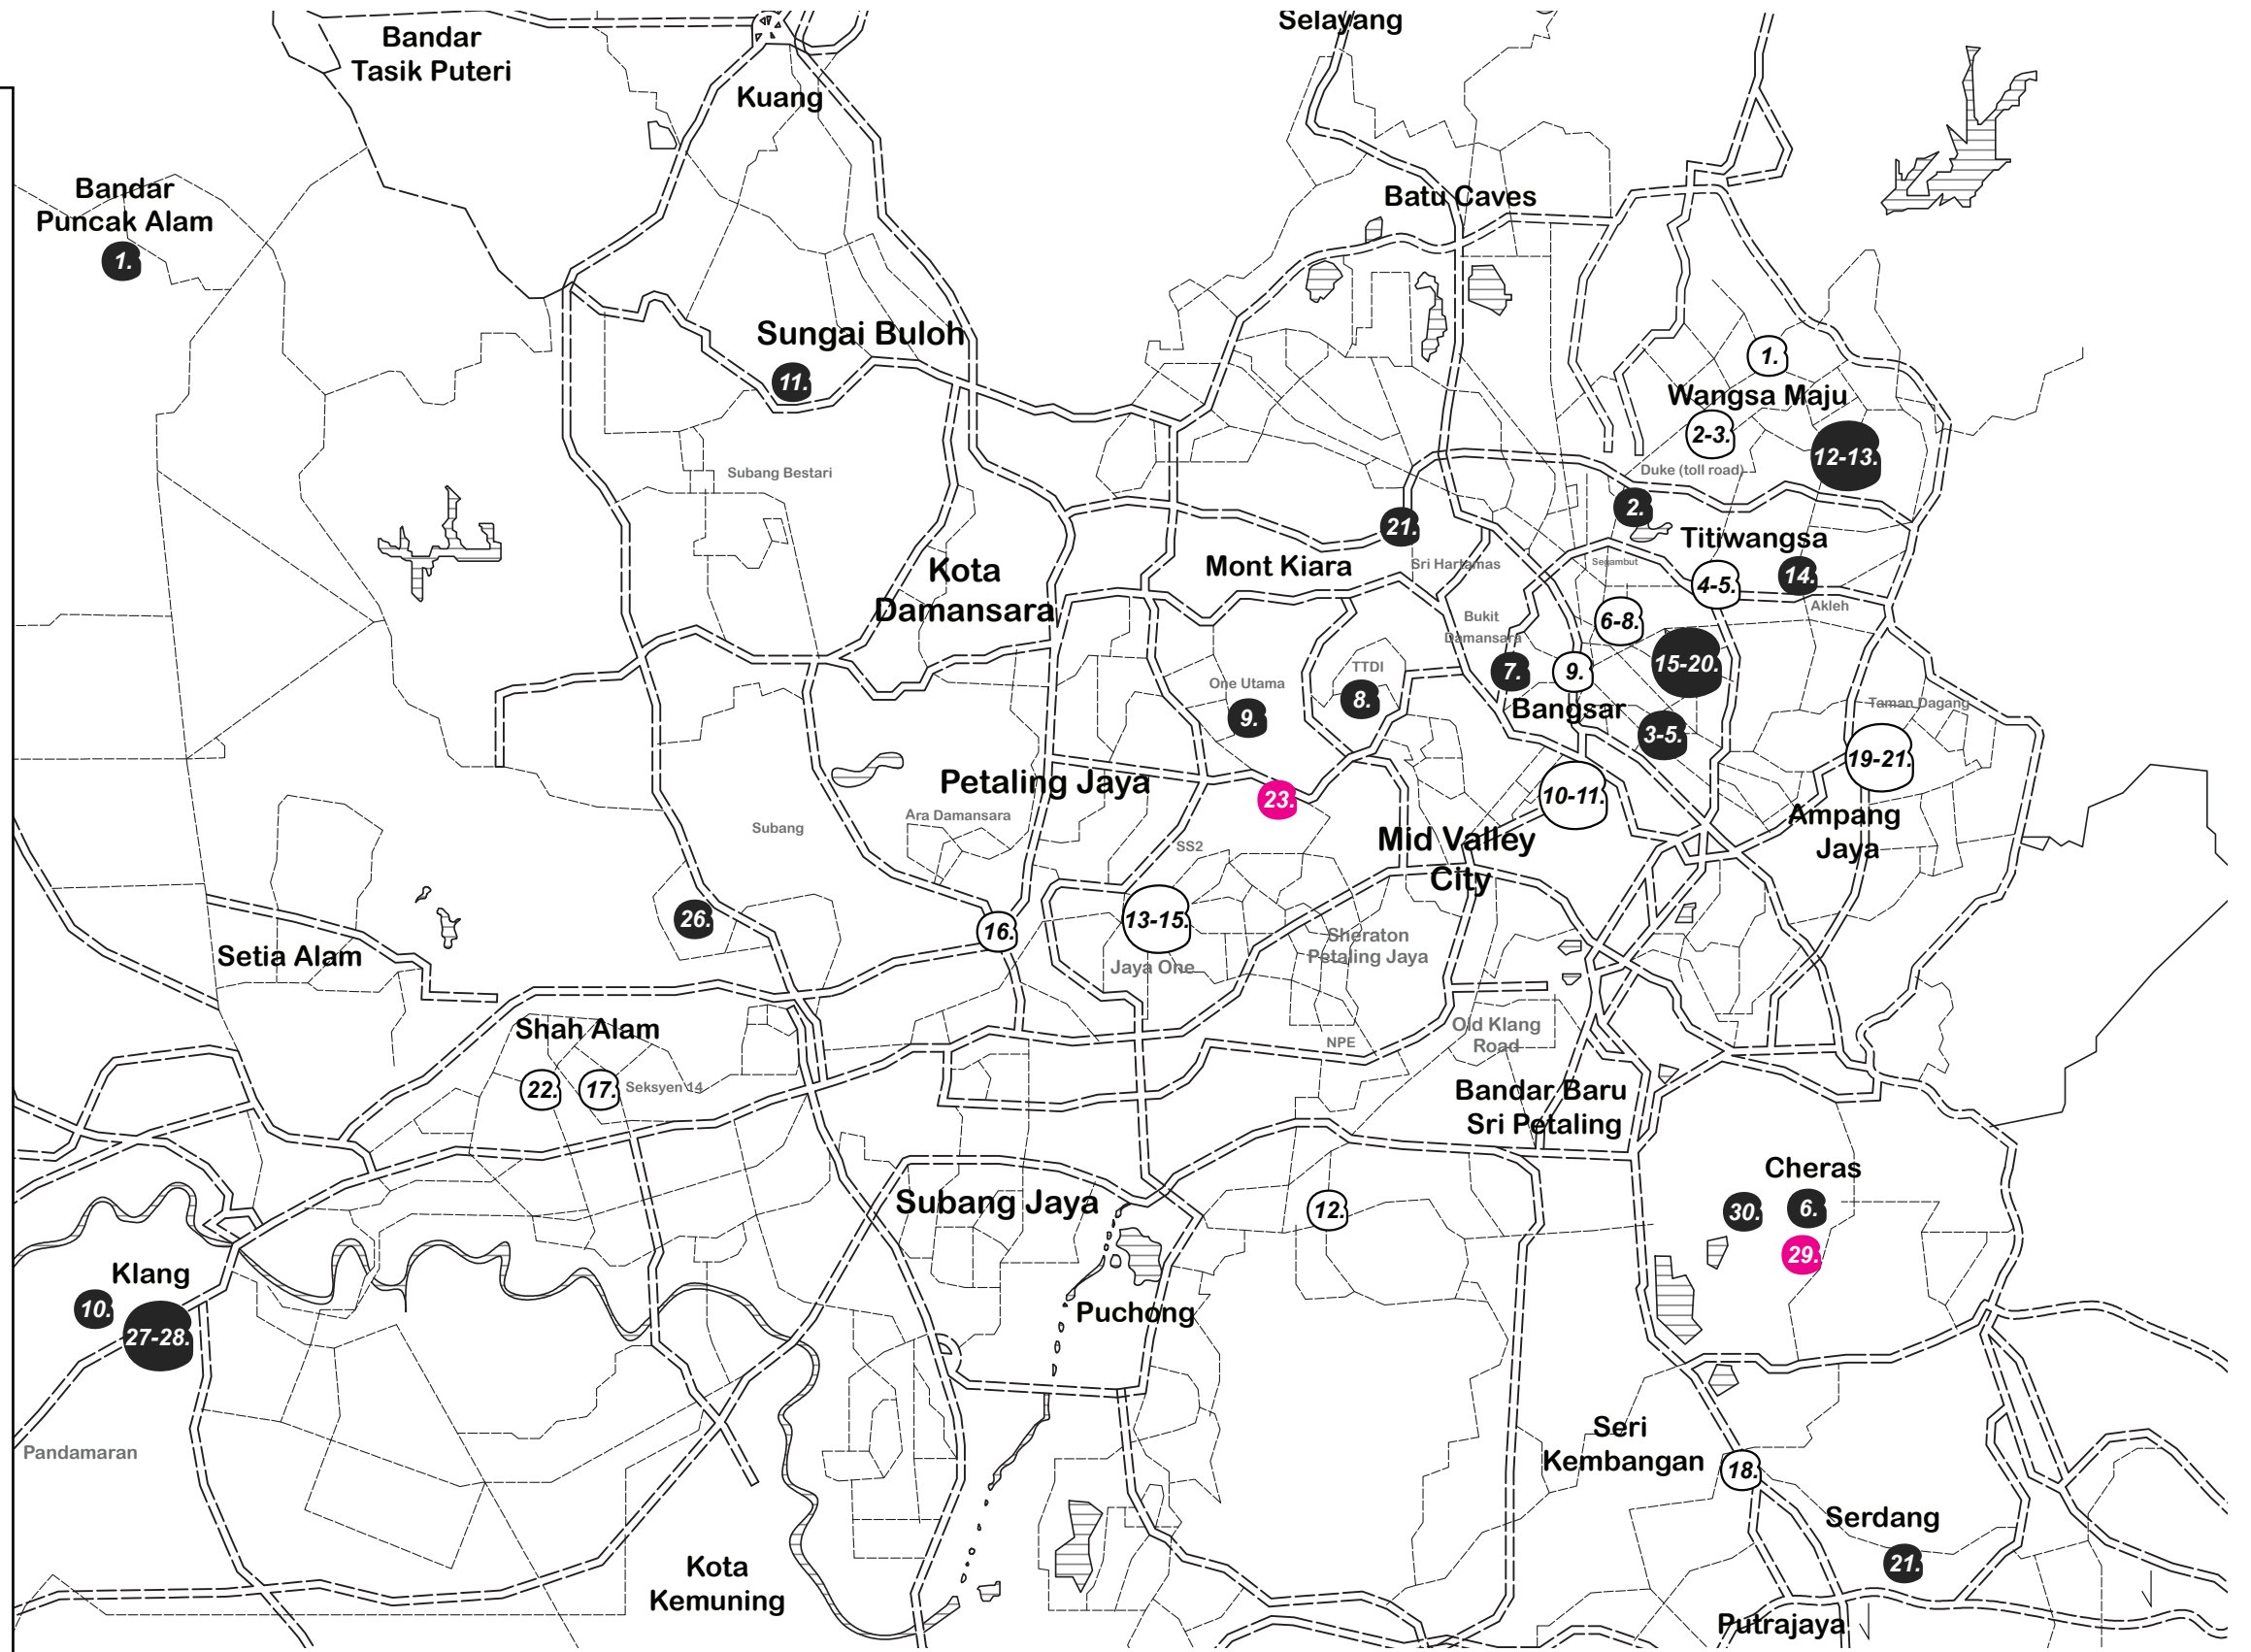 Selayang
Bandar
Tasik Puteri
Kuang
Bandar
Puncak Alam
1.
Batu Caves
Sungai Buloh
11.
1.
Wangsa Maju
2-3.
12-13.
Duke (toll road)
Subang Bestari
2.
21.
Titiwangsa
Kota
Damansara
Mont Kiara
Sri Hartamas
Segambut
4-5.
14.
Akleh
6-8.
Bukit
Damansara
15-20.
TTDI
7.
9.
One Utama
8.
9.
Bangsar
3-5.
Taman Dagang
19-21.
Petaling Jaya
23.
10-11.
Ara Damansara
Subang
SS2
Mid Valley
City
Ampang
Jaya
26.
16.
13-15.
Setia Alam
Jaya One
Sheraton
Petaling Jaya
Shah Alam
Old Klang
Road
NPE
22.
17.
Seksyen 14
Bandar Baru
Sri Petaling
Cheras
Subang Jaya
12.
30.
6.
29.
Klang
10.
27-28.
Puchong
Pandamaran
Seri
Kembangan
18.
Serdang
21.
Kota
Kemuning
Putrajaya